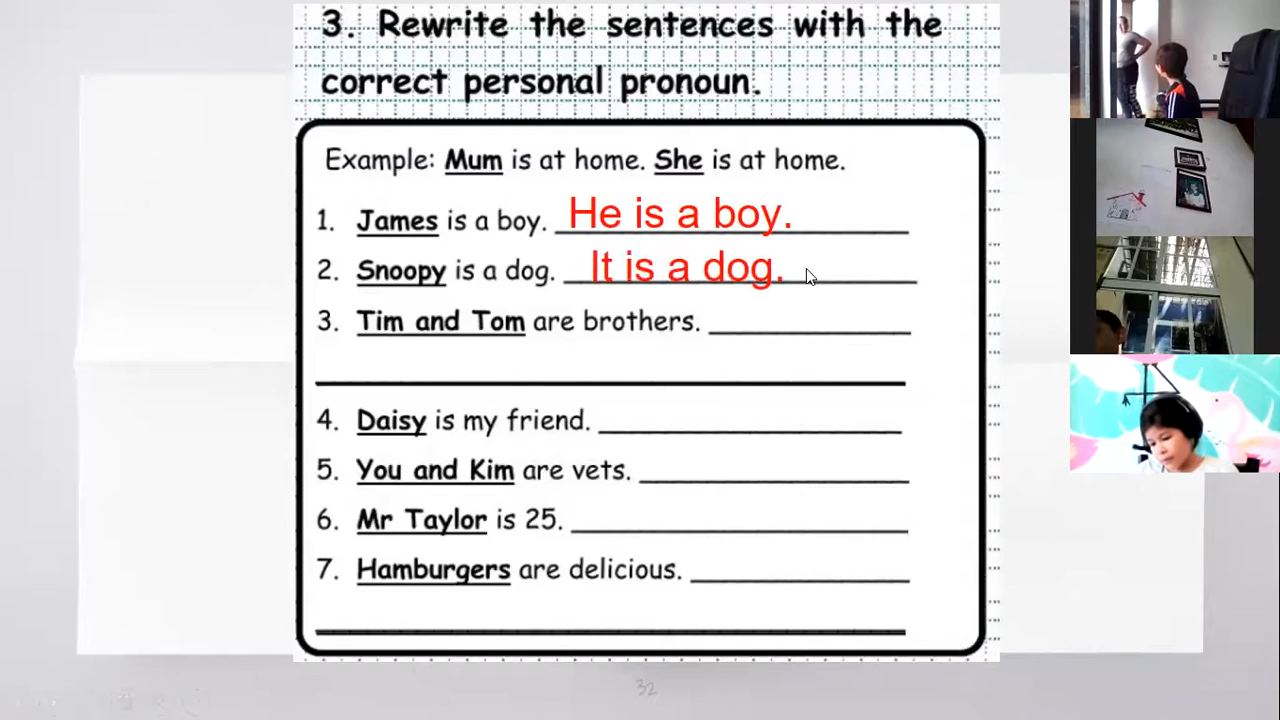 3. Rewrite the sentences with the
correct personal pronoun.
Example: Mum is at home. She is at home.
1. James is a boy. He is a boy.
2. Snoopy is a dog. It is a dog.
3. Tim and Tom are brothers.
4. Daisy is my friend.
5. You and Kim are vets.
6. Mr Taylor is 25.
7. Hamburgers are delicious.
32